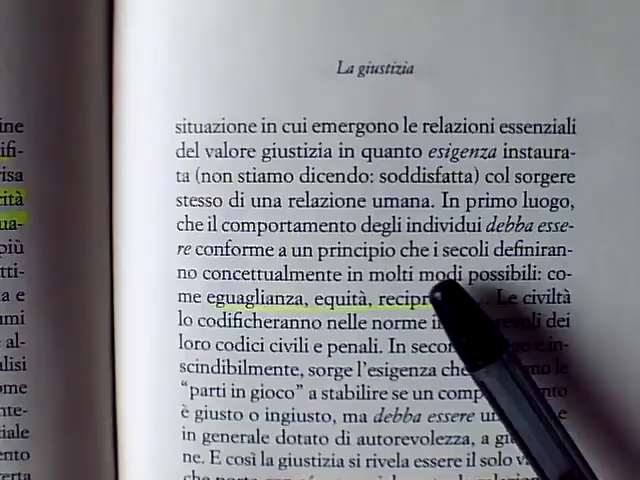 La giustizia
situazione in cui emergono le relazioni essenziali
del valore giustizia in quanto esigenza instaura-
ta (non stiamo dicendo: soddisfatta) col sorgere
stesso di una relazione umana. In primo luogo,
che il comportamento degli individui debba esse-
re conforme a un principio che i secoli definiran-
no concettualmente in molti modi possibili: co-
me eguaglianza, equità, Le civiltà
lo codificheranno nelle norme dei
loro codici civili e penali. In e in-
scindibilmente, sorge l'esigenza che le
"parti in gioco" a stabilire se un
è giusto o ingiusto, ma debba essere
in generale dotato di autorevolezza, a
ne. E così la giustizia si rivela essere il solo